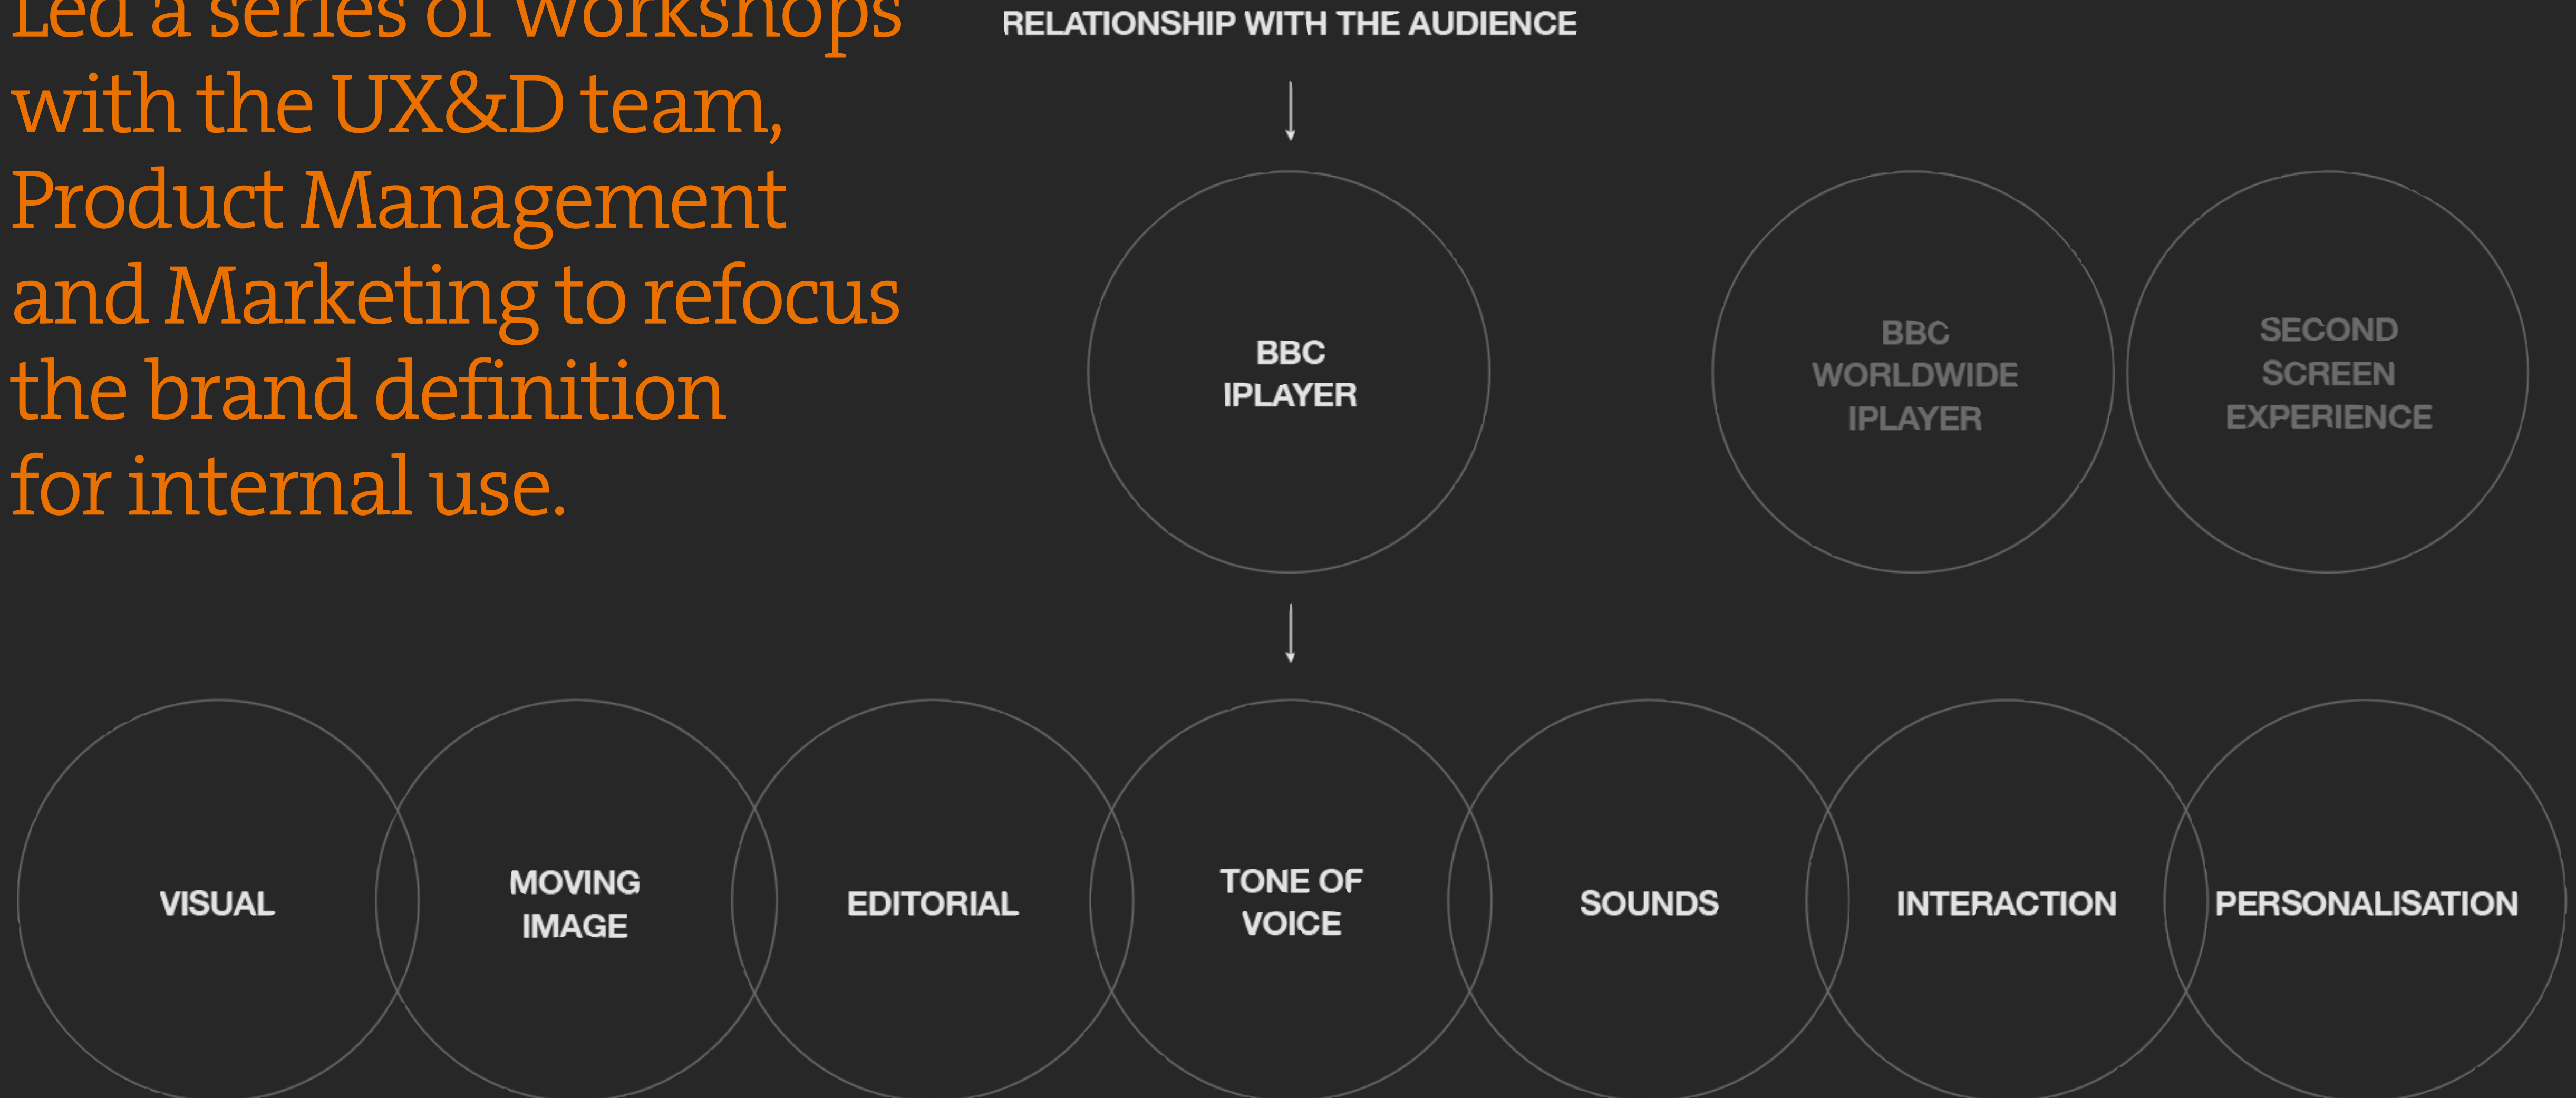 Led a series of workshops
with the UX&D team,
Product Management
and Marketing to refocus
the brand definition
for internal use.
RELATIONSHIP WITH THE AUDIENCE
BBC
IPLAYER
BBC
WORLDWIDE
IPLAYER
SECOND
SCREEN
EXPERIENCE
VISUAL
MOVING
IMAGE
EDITORIAL
TONE OF
VOICE
SOUNDS
INTERACTION
PERSONALISATION